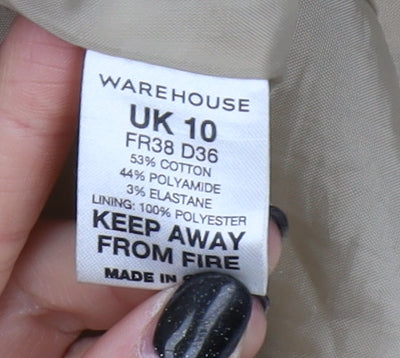 WAREHOUSE
UK 10
FR38 D36
53% COTTON
44% POLYAMIDE
3% ELASTANE
LINING: 100% POLYESTER
KEEP AWAY
FROM FIRE
MADE IN